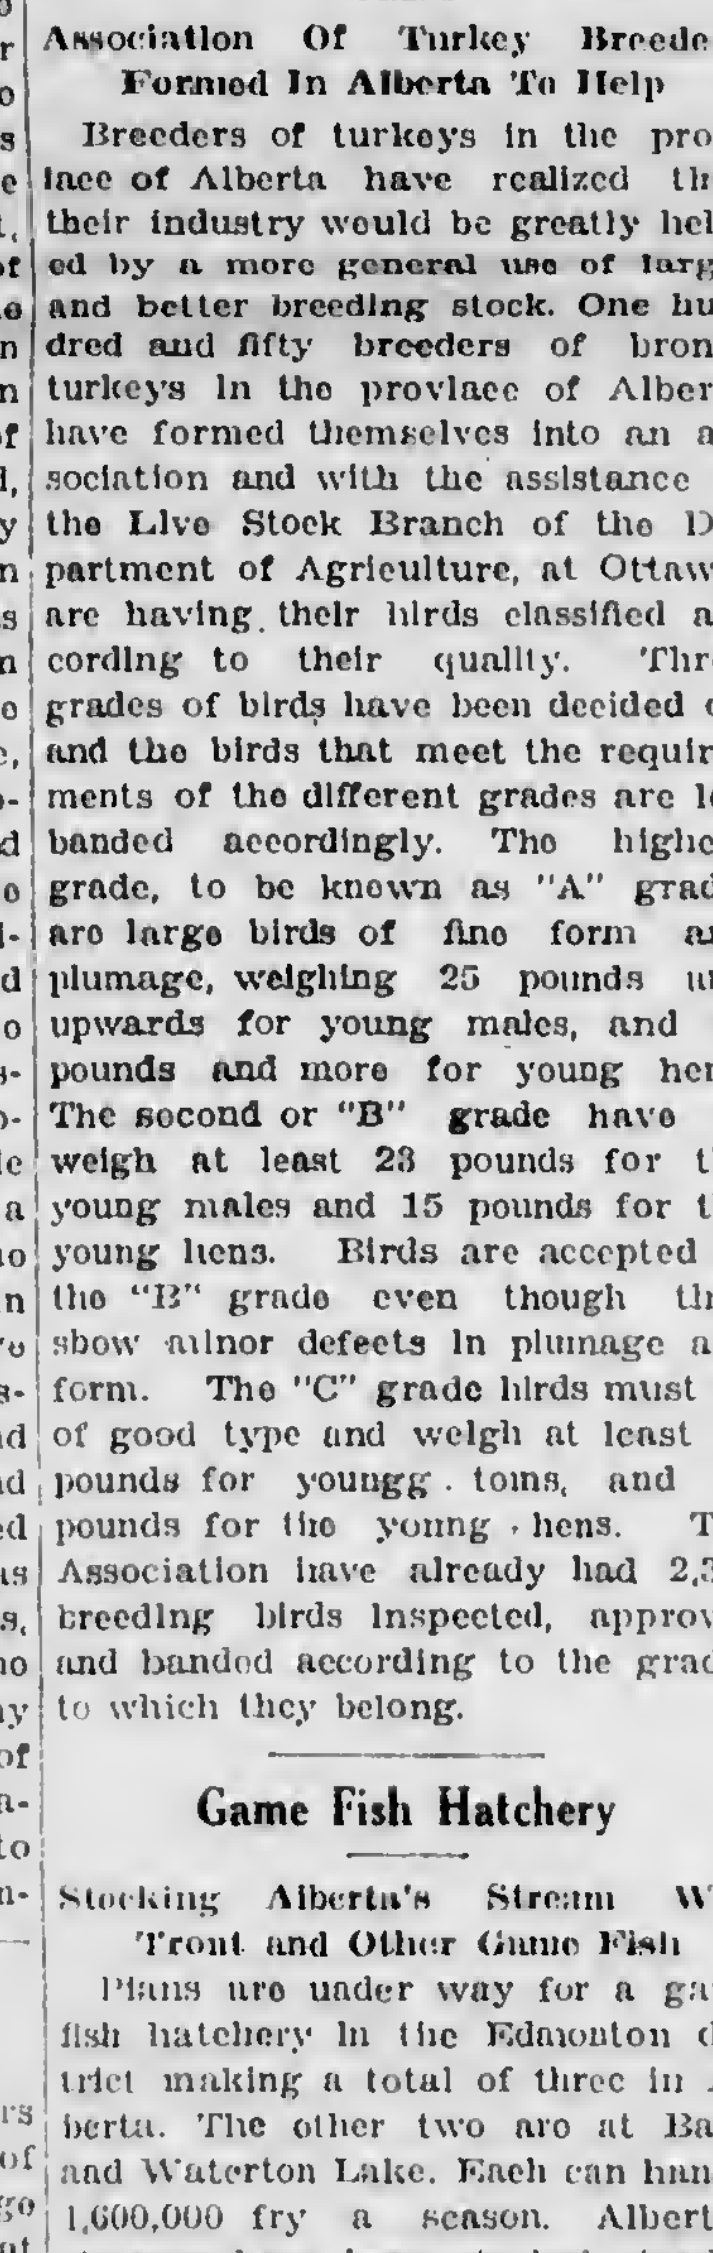 Association Of Turkey Breede
Formed In Alberta To Help
Breeders of turkeys in the pro
ince of Alberta have realized th
their industry would be greatly hel
ed by a more general use of larg
and better breeding stock. One hu
dred and fifty breeders of bron
turkeys in the province of Alber
have formed themselves into an a
sociation and with the assistance
the Live Stock Branch of the D
partment of Agriculture, at Ottaw
are having their birds classified a
cording to their quality. Thr
grades of birds have been decided o
and the birds that meet the requir
ments of the different grades are l
banded accordingly. The highe
grade, to be known as "A" grad
are large birds of fine form a
plumage, weighing 25 pounds
upwards for young males, and
pounds and more for young hen
The second or "B" grade have
weigh at least 23 pounds for t
young males and 15 pounds for t
young hens. Birds are accepted
the "B" grade even though th
show minor defects in plumage a
form. The "C" grade birds must
of good type and weigh at least
pounds for youngg toms, and
pounds for the young hens. T
Association have already had 2,3
breeding birds inspected, approv
and banded according to the grad
to which they belong.
Game Fish Hatchery
Stocking Alberta's Stream W
Trout and Other Game Fish
Plans are under way for a ga
fish hatchery in the Edmonton d
trict making a total of three in
berta. The other two are at Ba
and Waterton Lake. Each can han
1,600,000 fry a season. Albert